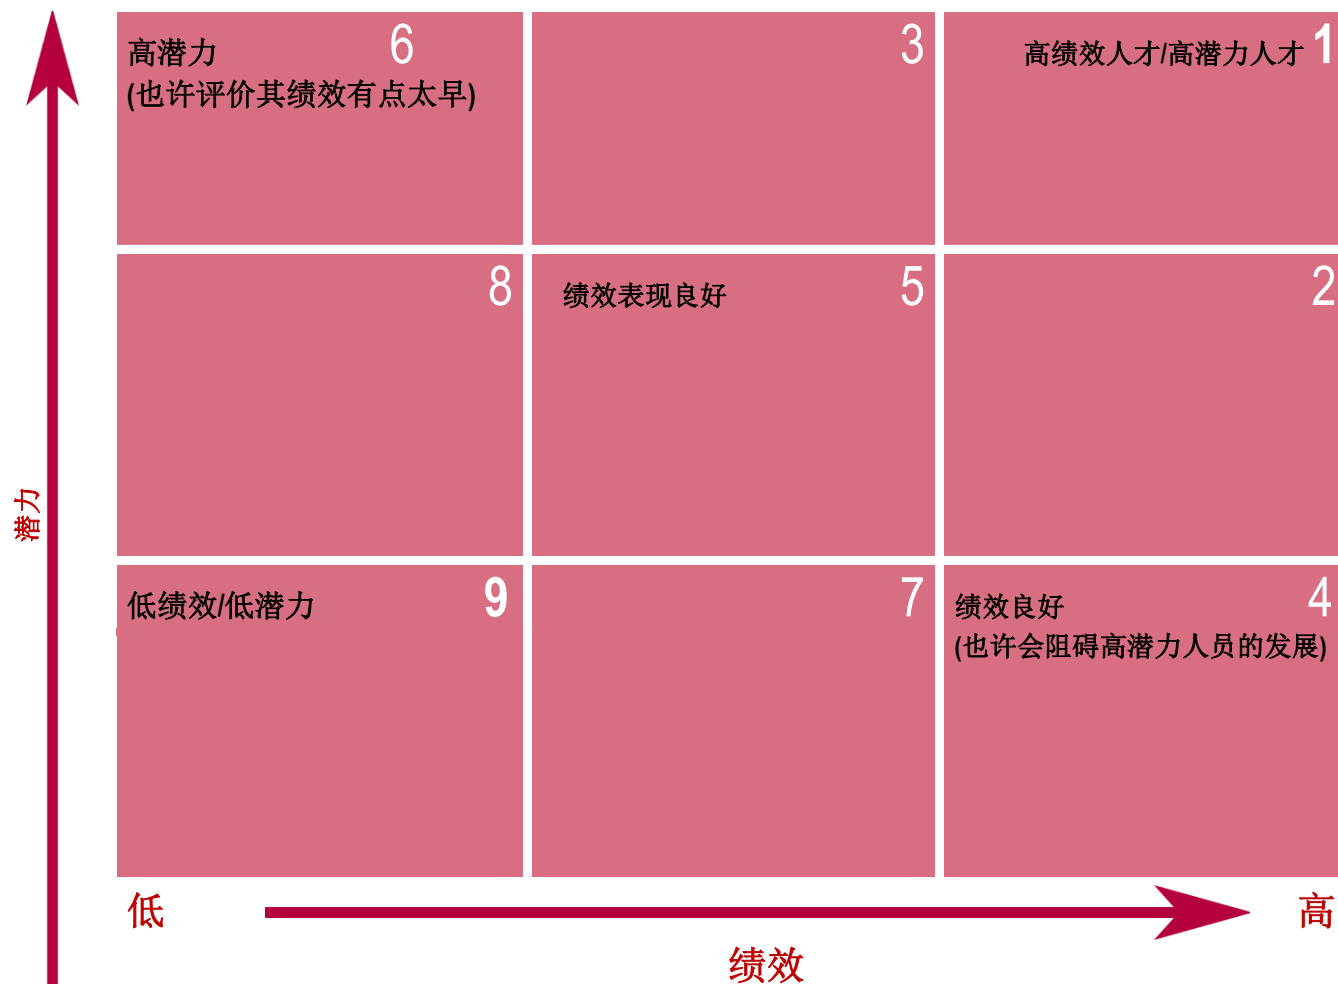 高潜力
6
(也许评价其绩效有点太早)
3
高绩效人才/高潜力人才
1
8
绩效表现良好
5
2
低绩效/低潜力
9
7
绩效良好
4
(也许会阻碍高潜力人员的发展)
潜力
低
高
绩效